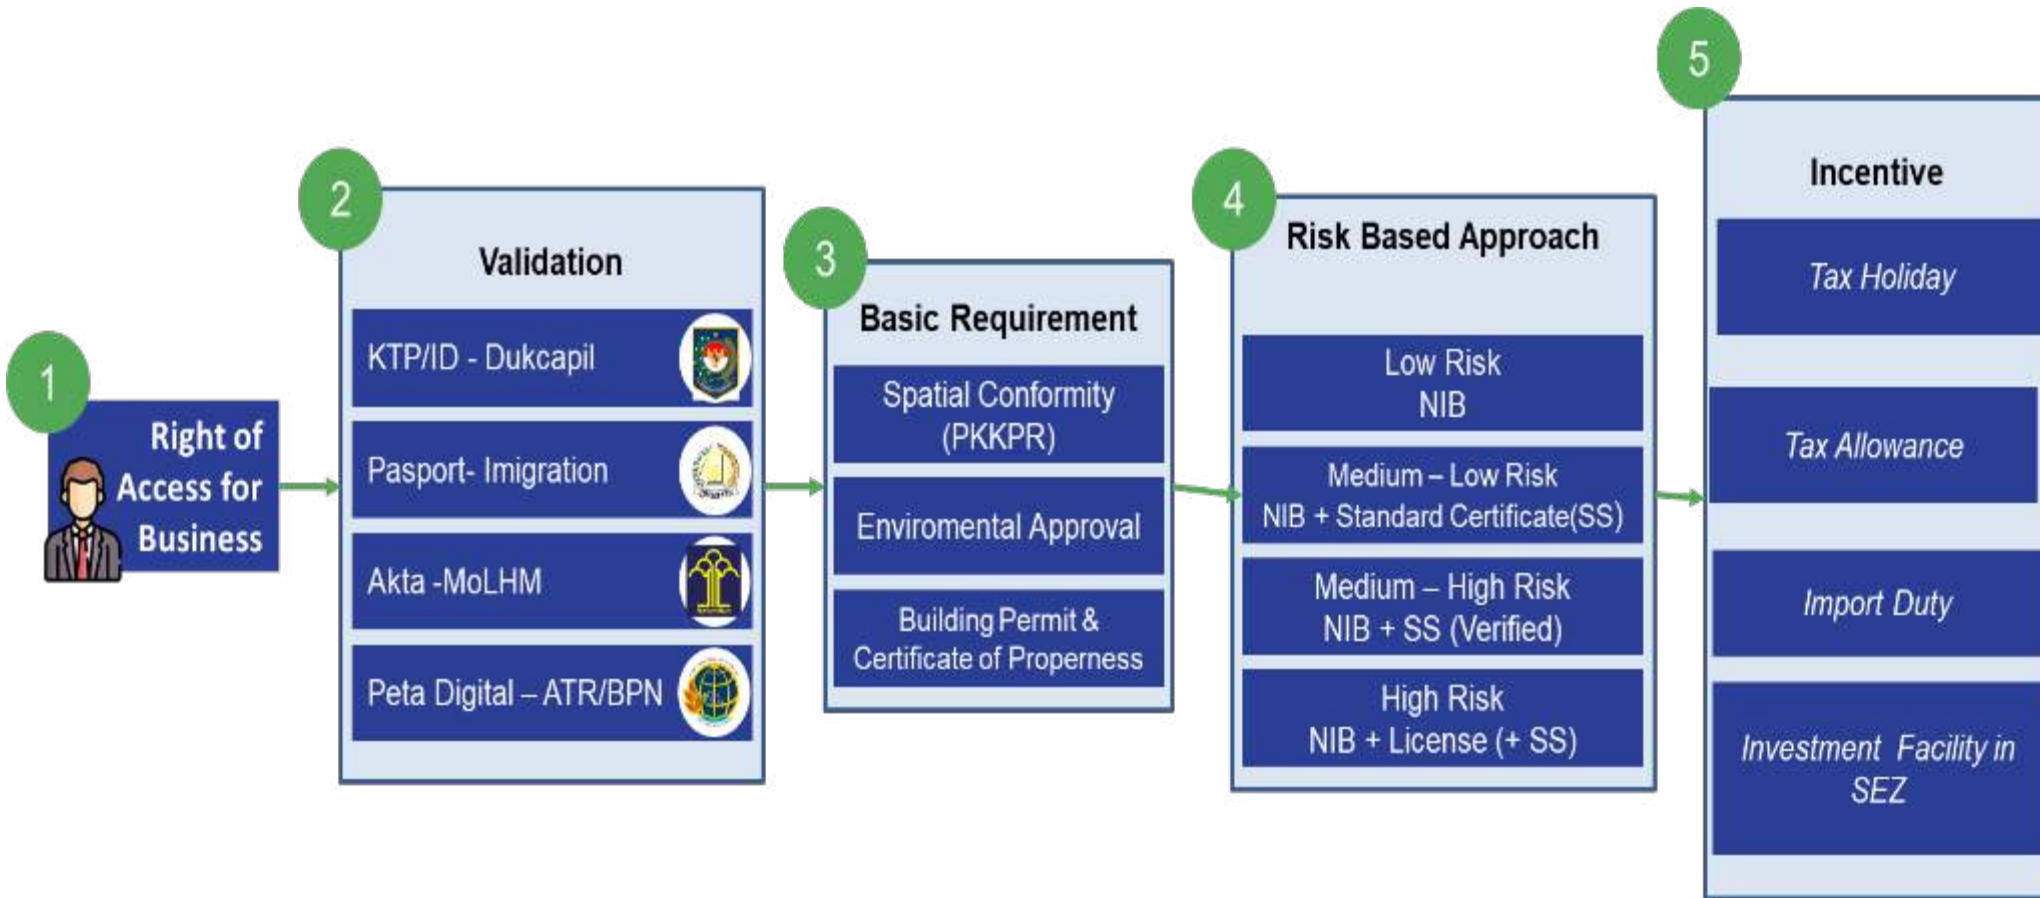 1
Right of
Access for
Business
2
Validation
KTP/ID - Dukcapil
Pasport- Imigration
Akta -MoLHM
Peta Digital – ATR/BPN
3
Basic Requirement
Spatial Conformity
(PKKPR)
Enviromental Approval
Building Permit &
Certificate of Properness
4
Risk Based Approach
Low Risk
NIB
Medium – Low Risk
NIB + Standard Certificate(SS)
Medium – High Risk
NIB + SS (Verified)
High Risk
NIB + License (+ SS)
5
Incentive
Tax Holiday
Tax Allowance
Import Duty
Investment Facility in
SEZ